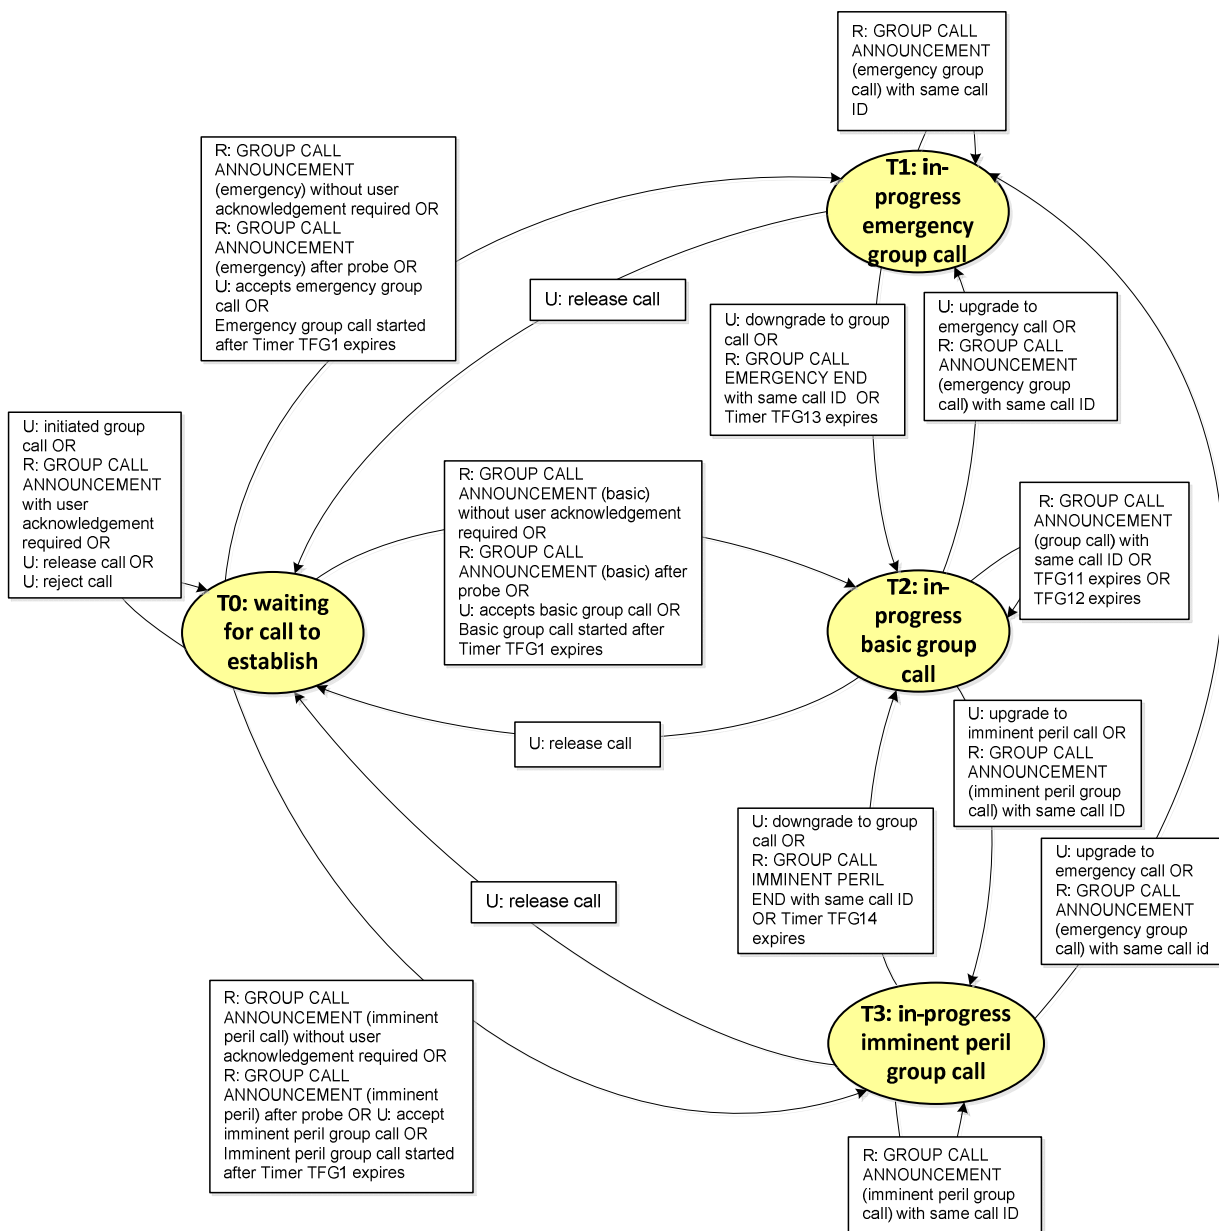 R: GROUP CALL
ANNOUNCEMENT
(emergency group
call) with same call
ID
R: GROUP CALL
ANNOUNCEMENT
(emergency) without user
acknowledgement required OR
R: GROUP CALL
ANNOUNCEMENT
(emergency) after probe OR
U: accepts emergency group
call OR
Emergency group call started
after Timer TFG1 expires
T1: in-
progress
emergency
group call
U: release call
U: downgrade to group
call OR
R: GROUP CALL
EMERGENCY END
with same call ID OR
Timer TFG13 expires
U: upgrade to
emergency call OR
R: GROUP CALL
ANNOUNCEMENT
(emergency group
call) with same call ID
U: initiated group
call OR
R: GROUP CALL
ANNOUNCEMENT
with user
acknowledgement
required OR
U: release call OR
U: reject call
R: GROUP CALL
ANNOUNCEMENT (basic)
without user acknowledgement
required OR
R: GROUP CALL
ANNOUNCEMENT (basic) after
probe OR
U: accepts basic group call OR
Basic group call started after
Timer TFG1 expires
R: GROUP CALL
ANNOUNCEMENT
(group call) with
same call ID OR
TFG11 expires OR
TFG12 expires
T0: waiting
for call to
establish
T2: in-
progress
basic group
call
U: release call
U: upgrade to
imminent peril call OR
R: GROUP CALL
ANNOUNCEMENT
(imminent peril group
call) with same call ID
U: downgrade to group
call OR
R: GROUP CALL
IMMINENT PERIL
END with same call ID
OR Timer TFG14
expires
U: upgrade to
emergency call OR
R: GROUP CALL
ANNOUNCEMENT
(emergency group
call) with same call id
U: release call
R: GROUP CALL
ANNOUNCEMENT (imminent
peril call) without user
acknowledgement required OR
R: GROUP CALL
ANNOUNCEMENT (imminent
peril) after probe OR U: accept
imminent peril group call OR
Imminent peril group call started
after Timer TFG1 expires
T3: in-progress
imminent peril
group call
R: GROUP CALL
ANNOUNCEMENT
(imminent peril group
call) with same call ID